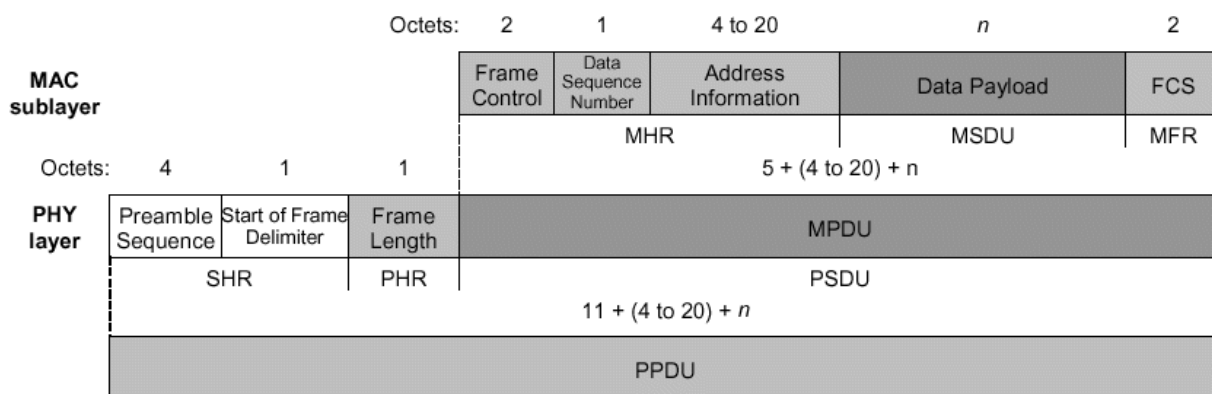 Octets: 2 1 4 to 20 n 2
MAC
sublayer
Frame
Control
Data
Sequence
Number
Address
Information
Data Payload
FCS
MHR MSDU MFR
Octets: 4 1 1 5 + (4 to 20) + n
PHY
layer
Preamble
Sequence
Start of Frame
Delimiter
Frame
Length
MPDU
SHR PHR PSDU
11 + (4 to 20) + n
PPDU